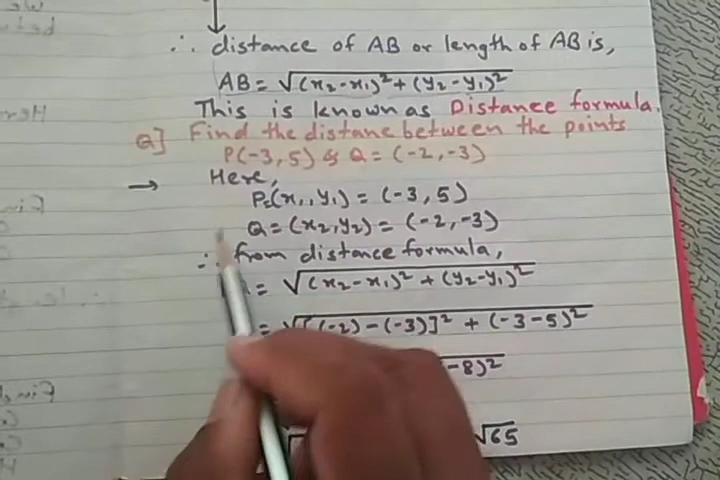 ∴ distance of AB or length of AB is,
AB = √(x₂-x₁)² + (y₂-y₁)²
This is known as Distance formula.
Q] Find the distane between the points
P(-3, 5) & Q = (-2, -3)
→ Here,
P=(x₁, y₁) = (-3, 5)
Q = (x₂, y₂) = (-2, -3)
∴ from distance formula,
= √(x₂-x₁)² + (y₂-y₁)²
= √[(-2)-(-3)]² + (-3-5)²
-8)²
√65